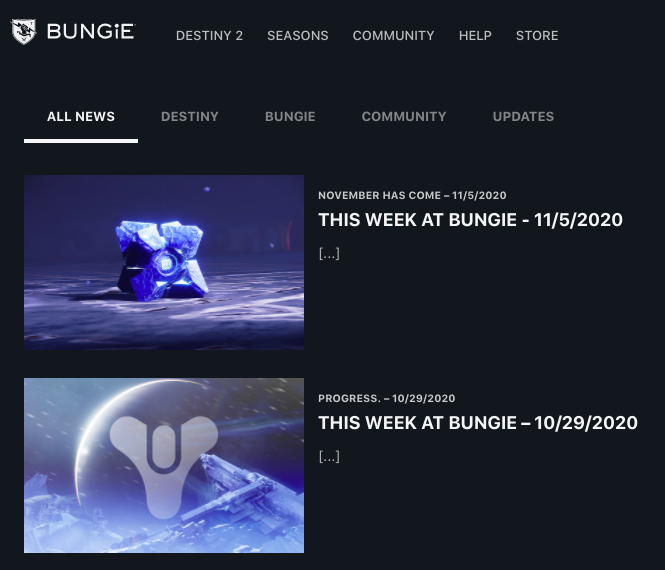 BUNGiE
DESTINY 2 SEASONS COMMUNITY HELP STORE
ALL NEWS DESTINY BUNGIE COMMUNITY UPDATES
NOVEMBER HAS COME – 11/5/2020
THIS WEEK AT BUNGIE - 11/5/2020
[...]
PROGRESS. – 10/29/2020
THIS WEEK AT BUNGIE – 10/29/2020
[...]